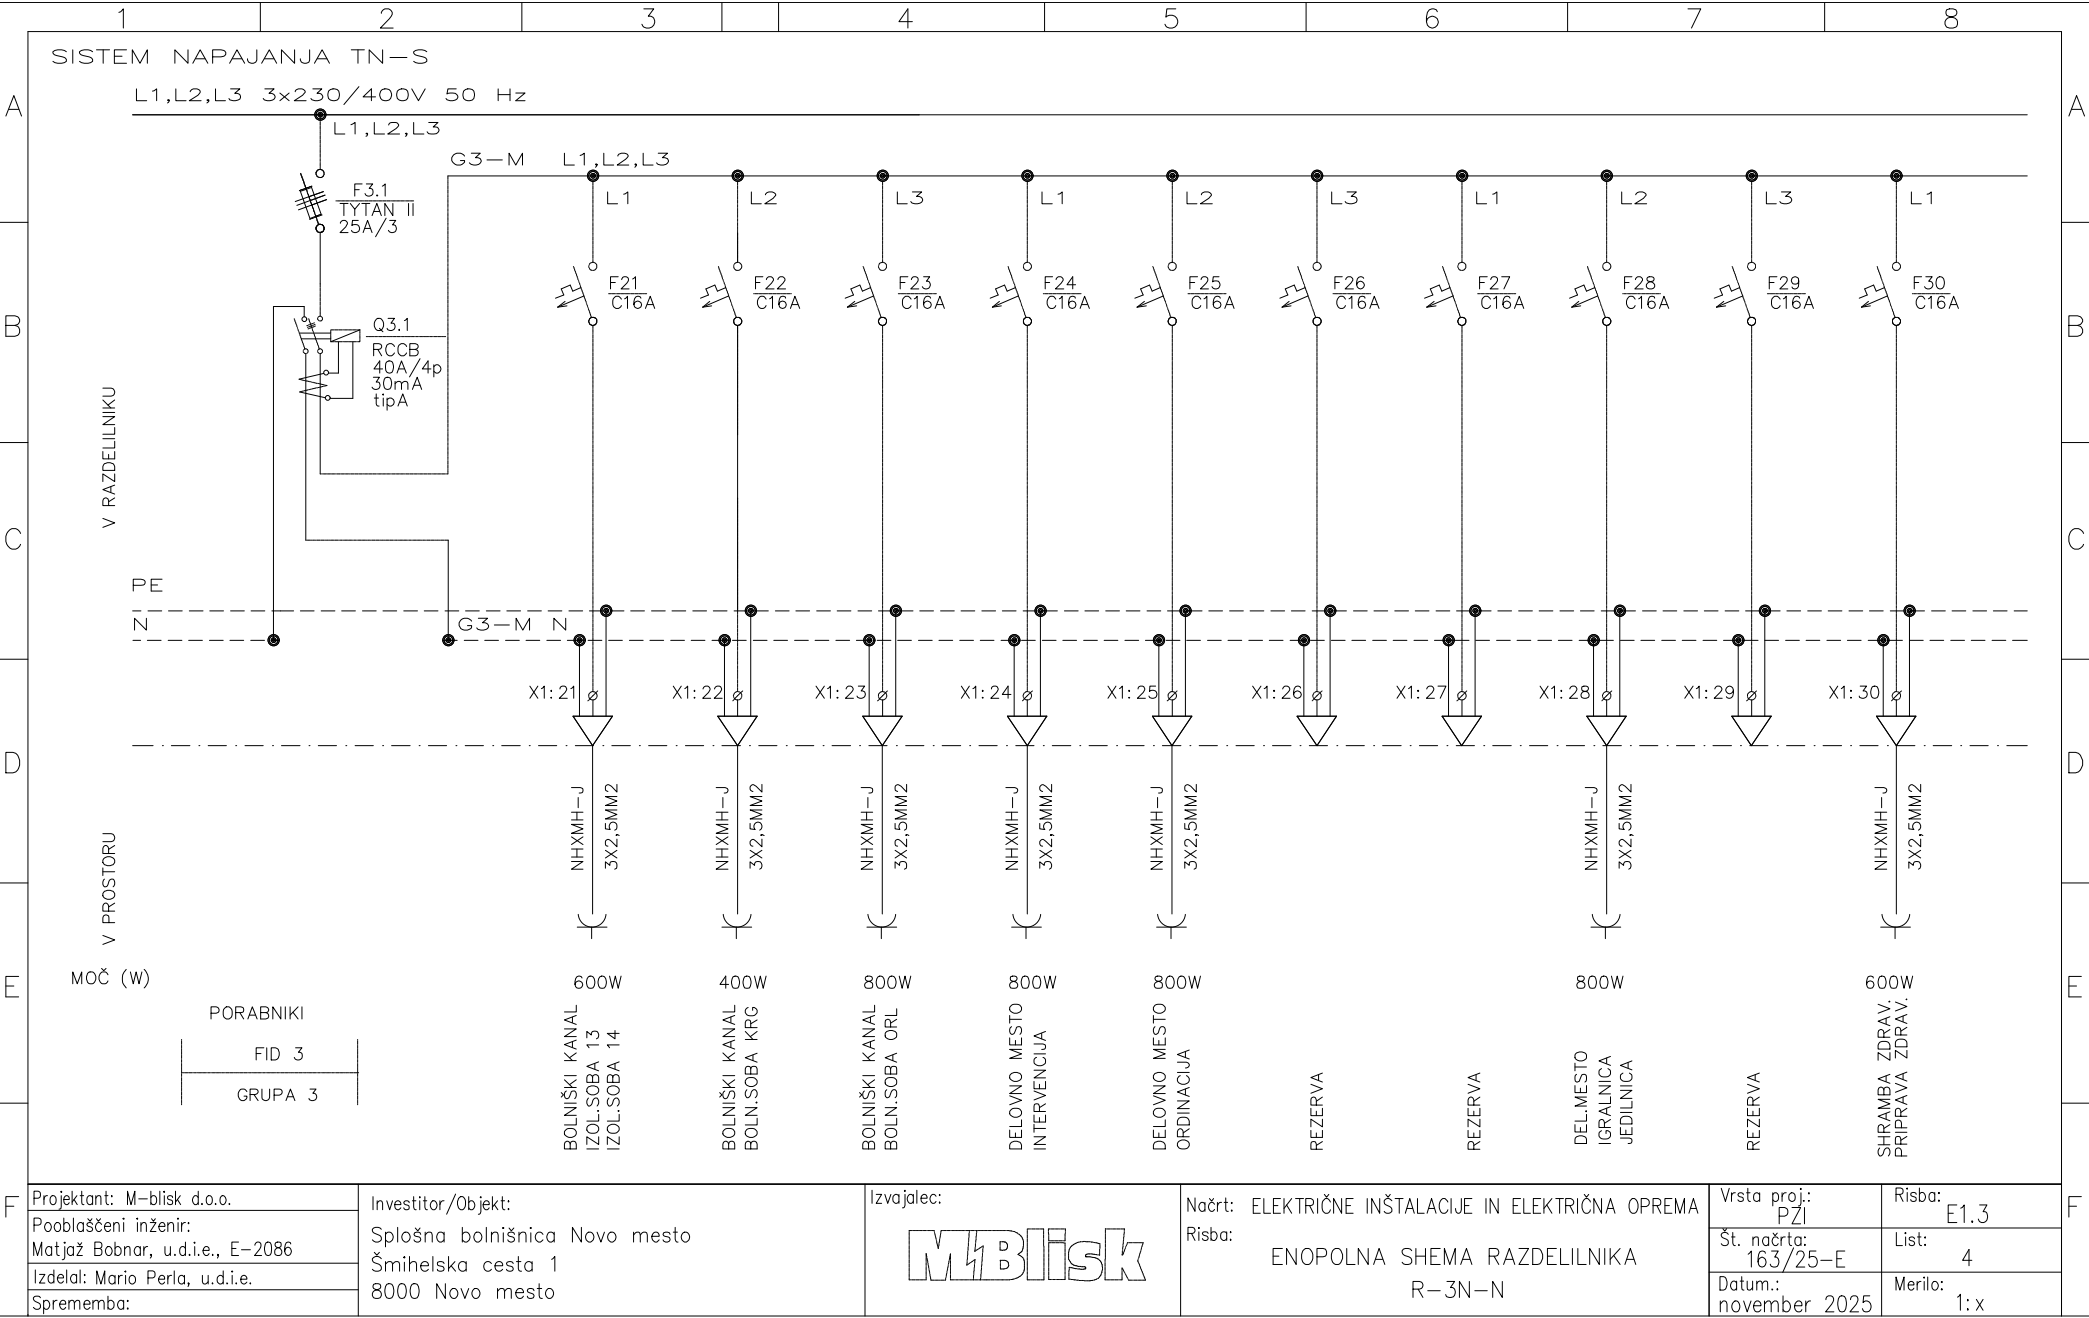 1 2 3 4 5 6 7 8
SISTEM NAPAJANJA TN-S
L1,L2,L3 3x230/400V 50 Hz
A A
L1,L2,L3
G3-M L1,L2,L3
F3.1
TYTAN II
25A/3
L1 L2 L3 L1 L2 L3 L1 L2 L3 L1
F21 F22 F23 F24 F25 F26 F27 F28 F29 F30
C16A C16A C16A C16A C16A C16A C16A C16A C16A C16A
B B
Q3.1
RCCB
40A/4p
30mA
tipA
V RAZDELILNIKU
C C
PE
N
G3-M N
X1:21 X1:22 X1:23 X1:24 X1:25 X1:26 X1:27 X1:28 X1:29 X1:30
D D
NHXMH-J
3X2,5MM2
NHXMH-J
3X2,5MM2
NHXMH-J
3X2,5MM2
NHXMH-J
3X2,5MM2
NHXMH-J
3X2,5MM2
NHXMH-J
3X2,5MM2
NHXMH-J
3X2,5MM2
V PROSTORU
E E
MOČ (W)
600W 400W 800W 800W 800W 800W 600W
PORABNIKI
FID 3
GRUPA 3
BOLNIŠKI KANAL
IZOL.SOBA 13
IZOL.SOBA 14
BOLNIŠKI KANAL
BOLN.SOBA KRG
BOLNIŠKI KANAL
BOLN.SOBA ORL
DELOVNO MESTO
INTERVENCIJA
DELOVNO MESTO
ORDINACIJA
REZERVA
REZERVA
DEL.MESTO
IGRALNICA
JEDILNICA
REZERVA
SHRAMBA ZDRAV.
PRIPRAVA ZDRAV.
F F
Projektant: M-blisk d.o.o.
Pooblaščeni inženir:
Matjaž Bobnar, u.d.i.e., E-2086
Izdelal: Mario Perla, u.d.i.e.
Sprememba:
Investitor/Objekt:
Splošna bolnišnica Novo mesto
Šmihelska cesta 1
8000 Novo mesto
Izvajalec:
MBlisk
Načrt: ELEKTRIČNE INŠTALACIJE IN ELEKTRIČNA OPREMA
Risba:
ENOPOLNA SHEMA RAZDELILNIKA
R-3N-N
Vrsta proj.:
PZI
Št. načrta:
163/25-E
Datum.:
november 2025
Risba:
E1.3
List:
4
Merilo:
1:x